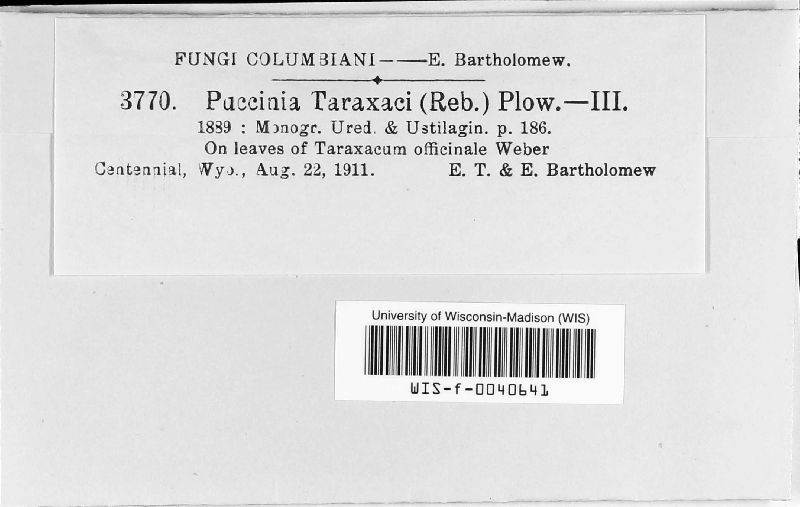 FUNGI COLUMBIANI——E. Bartholomew.
3770. Puccinia Taraxaci (Reb.) Plow.—III.
1889 : Monogr. Ured. & Ustilagin. p. 186.
On leaves of Taraxacum officinale Weber
Centennial, Wyo., Aug. 22, 1911. E. T. & E. Bartholomew
University of Wisconsin-Madison (WIS)
WIS-f-0040641